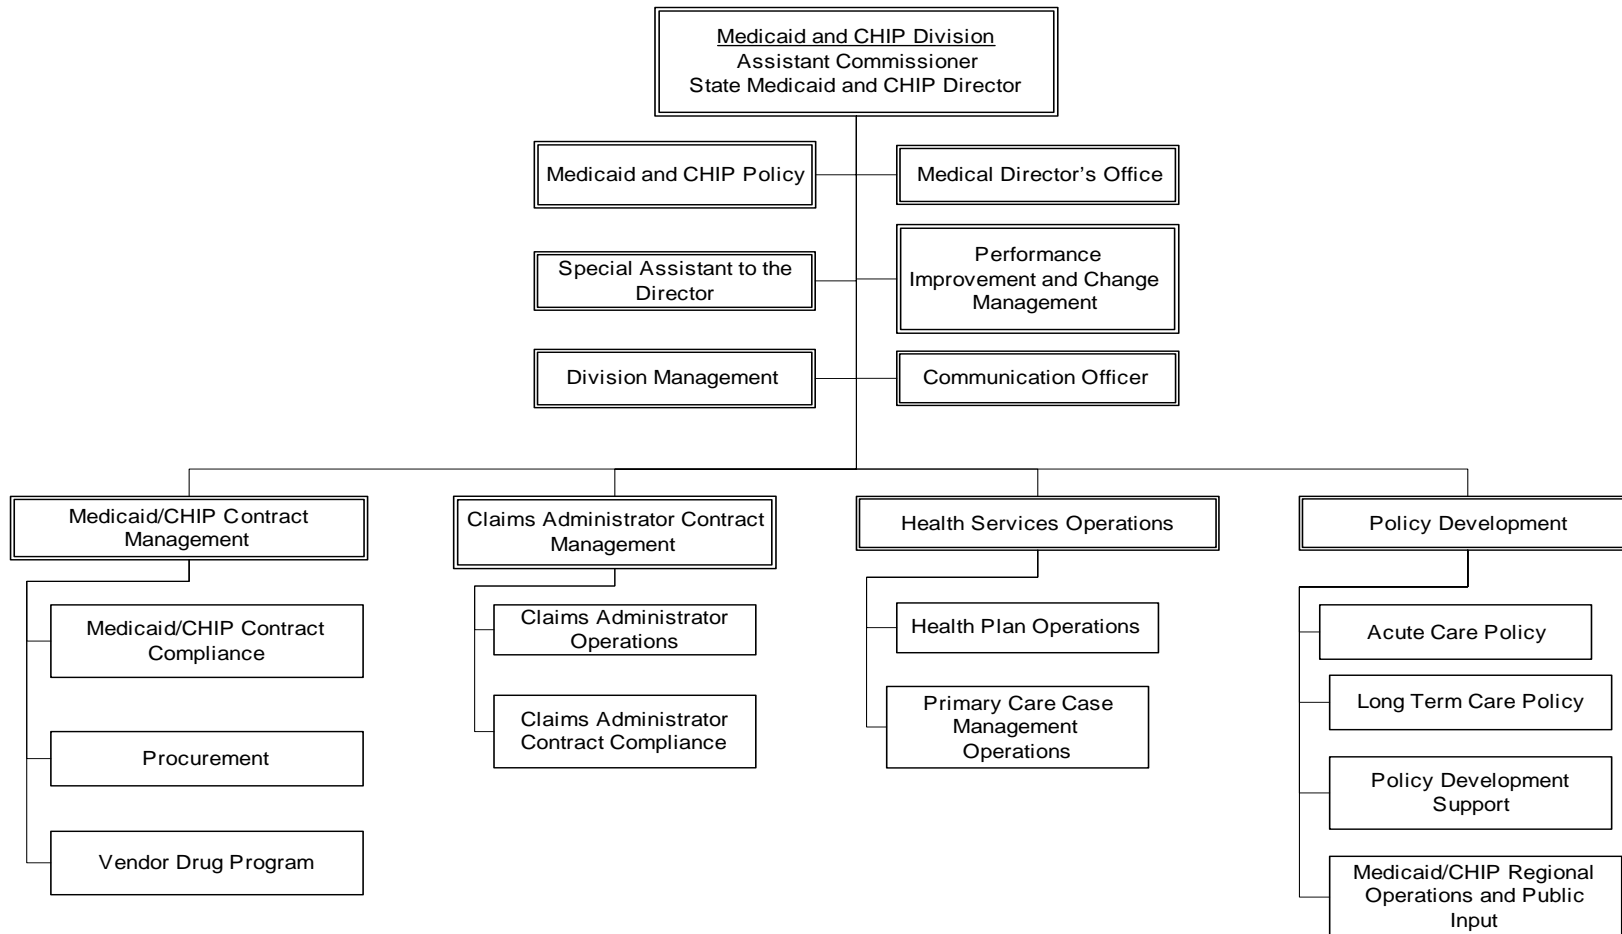 Medicaid and CHIP Division
Assistant Commissioner
State Medicaid and CHIP Director
Medicaid and CHIP Policy
Medical Director’s Office
Special Assistant to the
Director
Performance
Improvement and Change
Management
Division Management
Communication Officer
Medicaid/CHIP Contract
Management
Claims Administrator Contract
Management
Health Services Operations
Policy Development
Medicaid/CHIP Contract
Compliance
Procurement
Vendor Drug Program
Claims Administrator
Operations
Claims Administrator
Contract Compliance
Health Plan Operations
Primary Care Case
Management
Operations
Acute Care Policy
Long Term Care Policy
Policy Development
Support
Medicaid/CHIP Regional
Operations and Public
Input